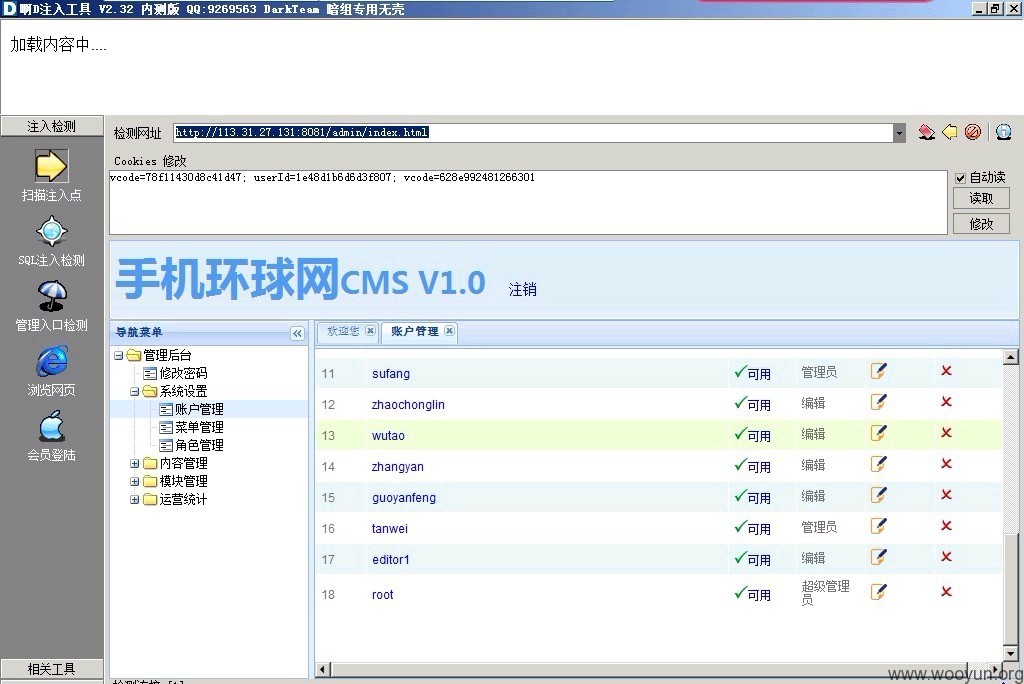 啊D注入工具 V2.32 内测版 QQ:9269563 DarkTeam 暗组专用无壳
加载内容中....
注入检测
扫描注入点
SQL注入检测
管理入口检测
浏览网页
会员登陆
相关工具
检测网址 http://113.31.27.131:8081/admin/index.html
Cookies 修改
vcode=78f11430d8c41d47; userId=1e48d1b6d6d3f807; vcode=628e992481266301
自动读
读取
修改
手机环球网CMS V1.0 注销
导航菜单
管理后台
修改密码
系统设置
账户管理
菜单管理
角色管理
内容管理
模块管理
运营统计
欢迎您 账户管理
11 sufang 可用 管理员
12 zhaochonglin 可用 编辑
13 wutao 可用 编辑
14 zhangyan 可用 编辑
15 guoyanfeng 可用 编辑
16 tanwei 可用 管理员
17 editor1 可用 编辑
18 root 可用 超级管理
员
www.wooyun.org